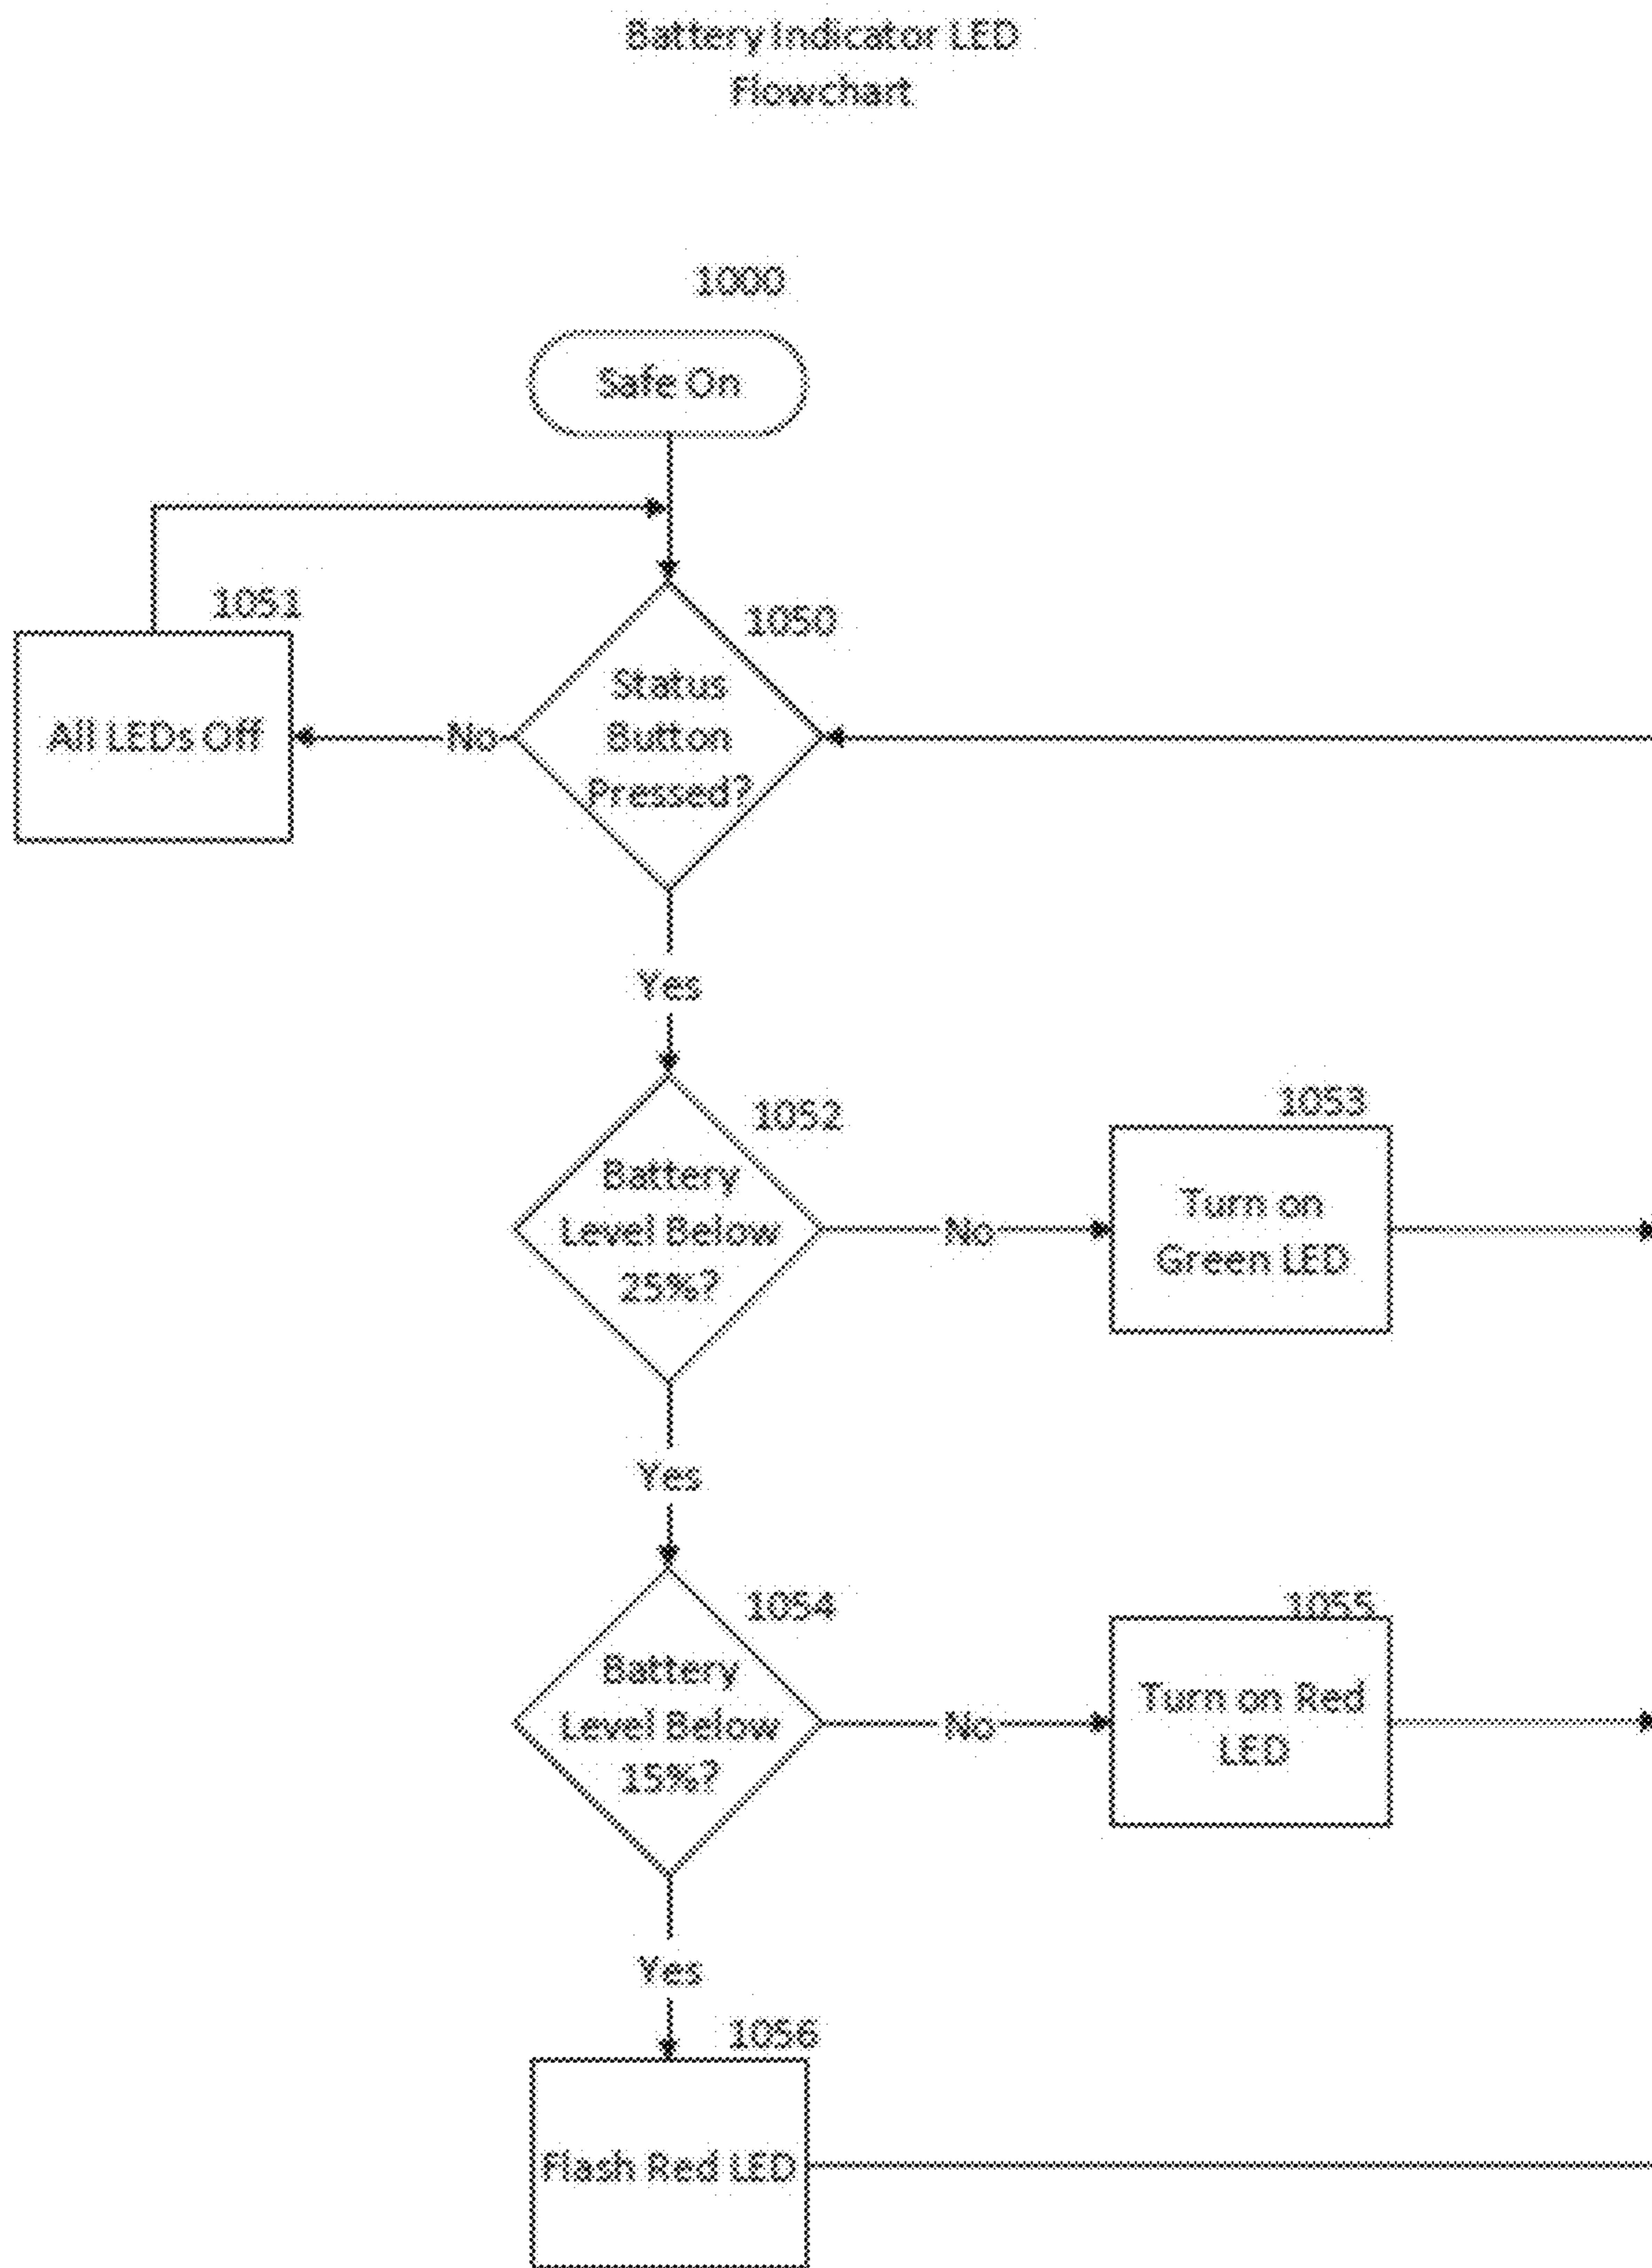 Battery Indicator LED
Flowchart
1000
Safe On
1051
1050
All LEDs Off
No
Status
Button
Pressed?
Yes
1052
1053
Battery
Level Below
25%?
No
Turn on
Green LED
Yes
1054
1055
Battery
Level Below
15%?
No
Turn on Red
LED
Yes
1056
Flash Red LED